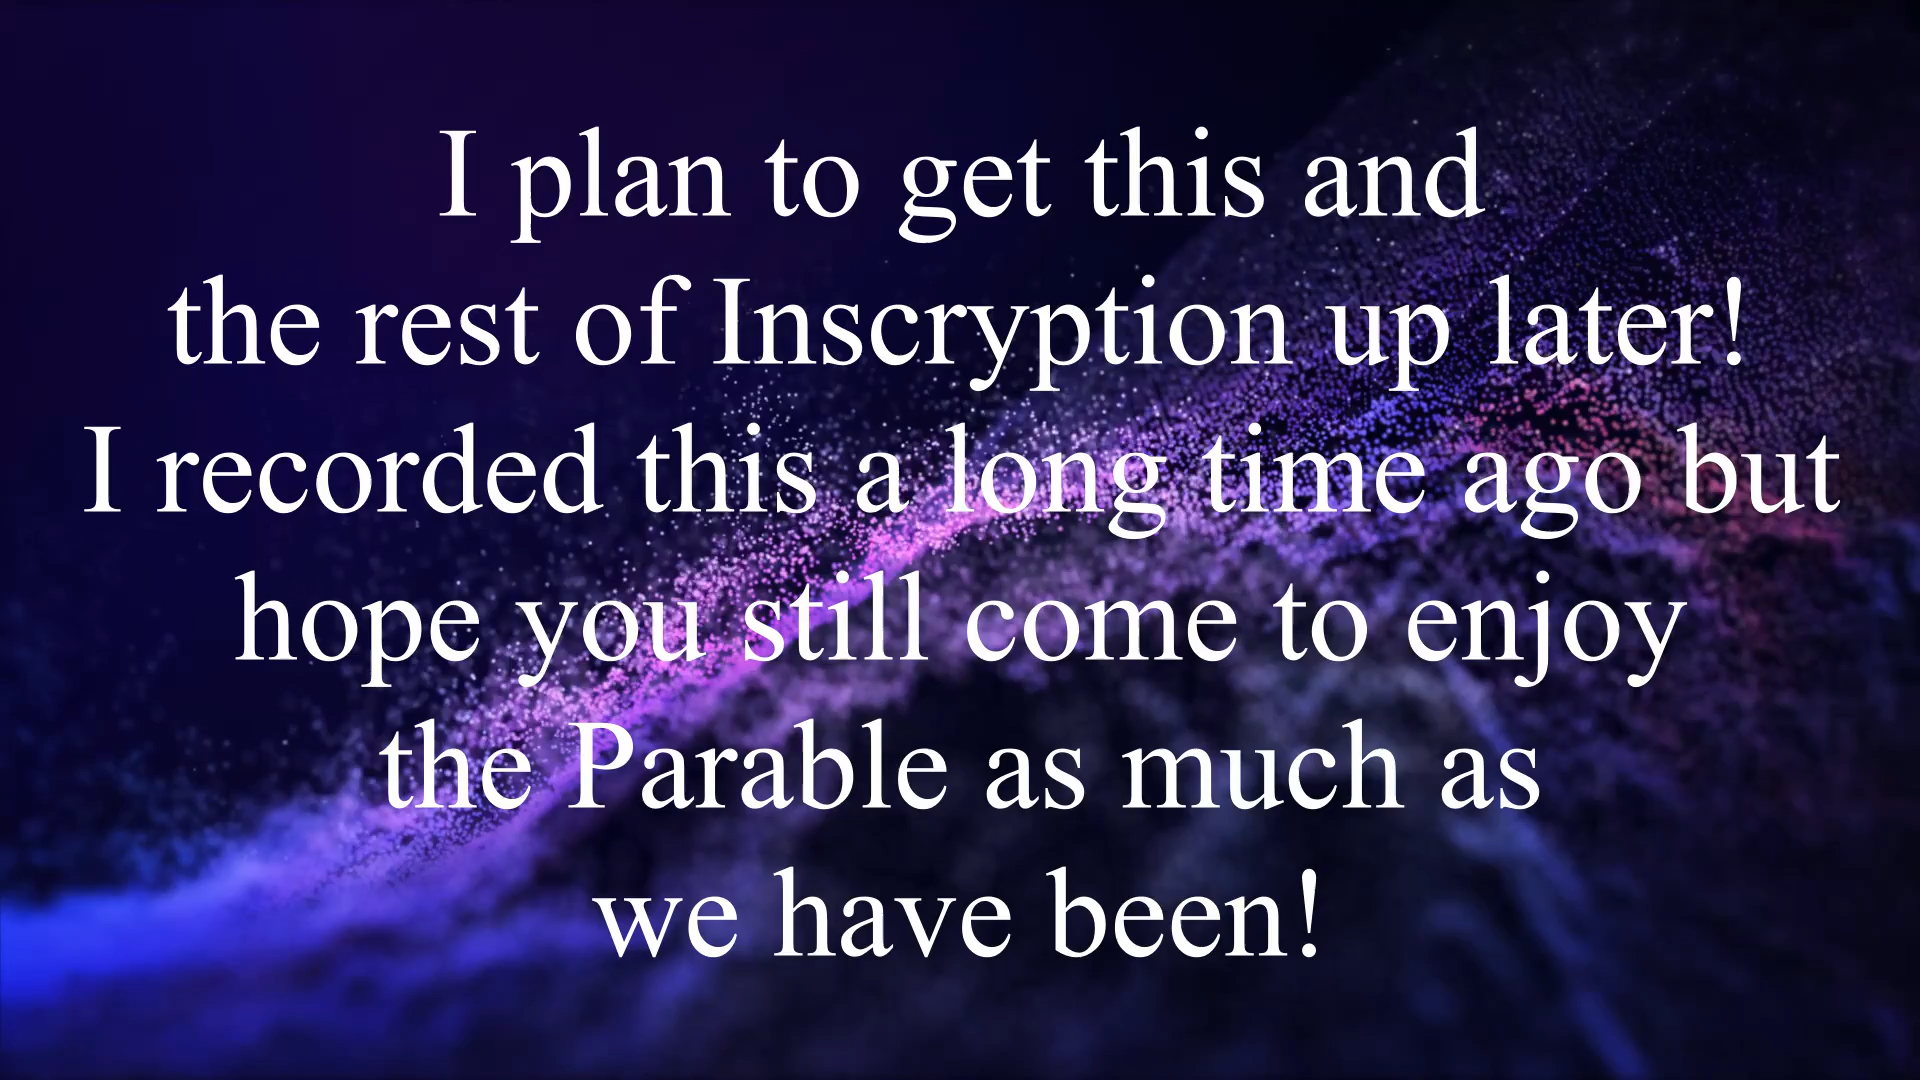 I plan to get this and
the rest of Inscryption up later!
I recorded this a long time ago but
hope you still come to enjoy
the Parable as much as
we have been!